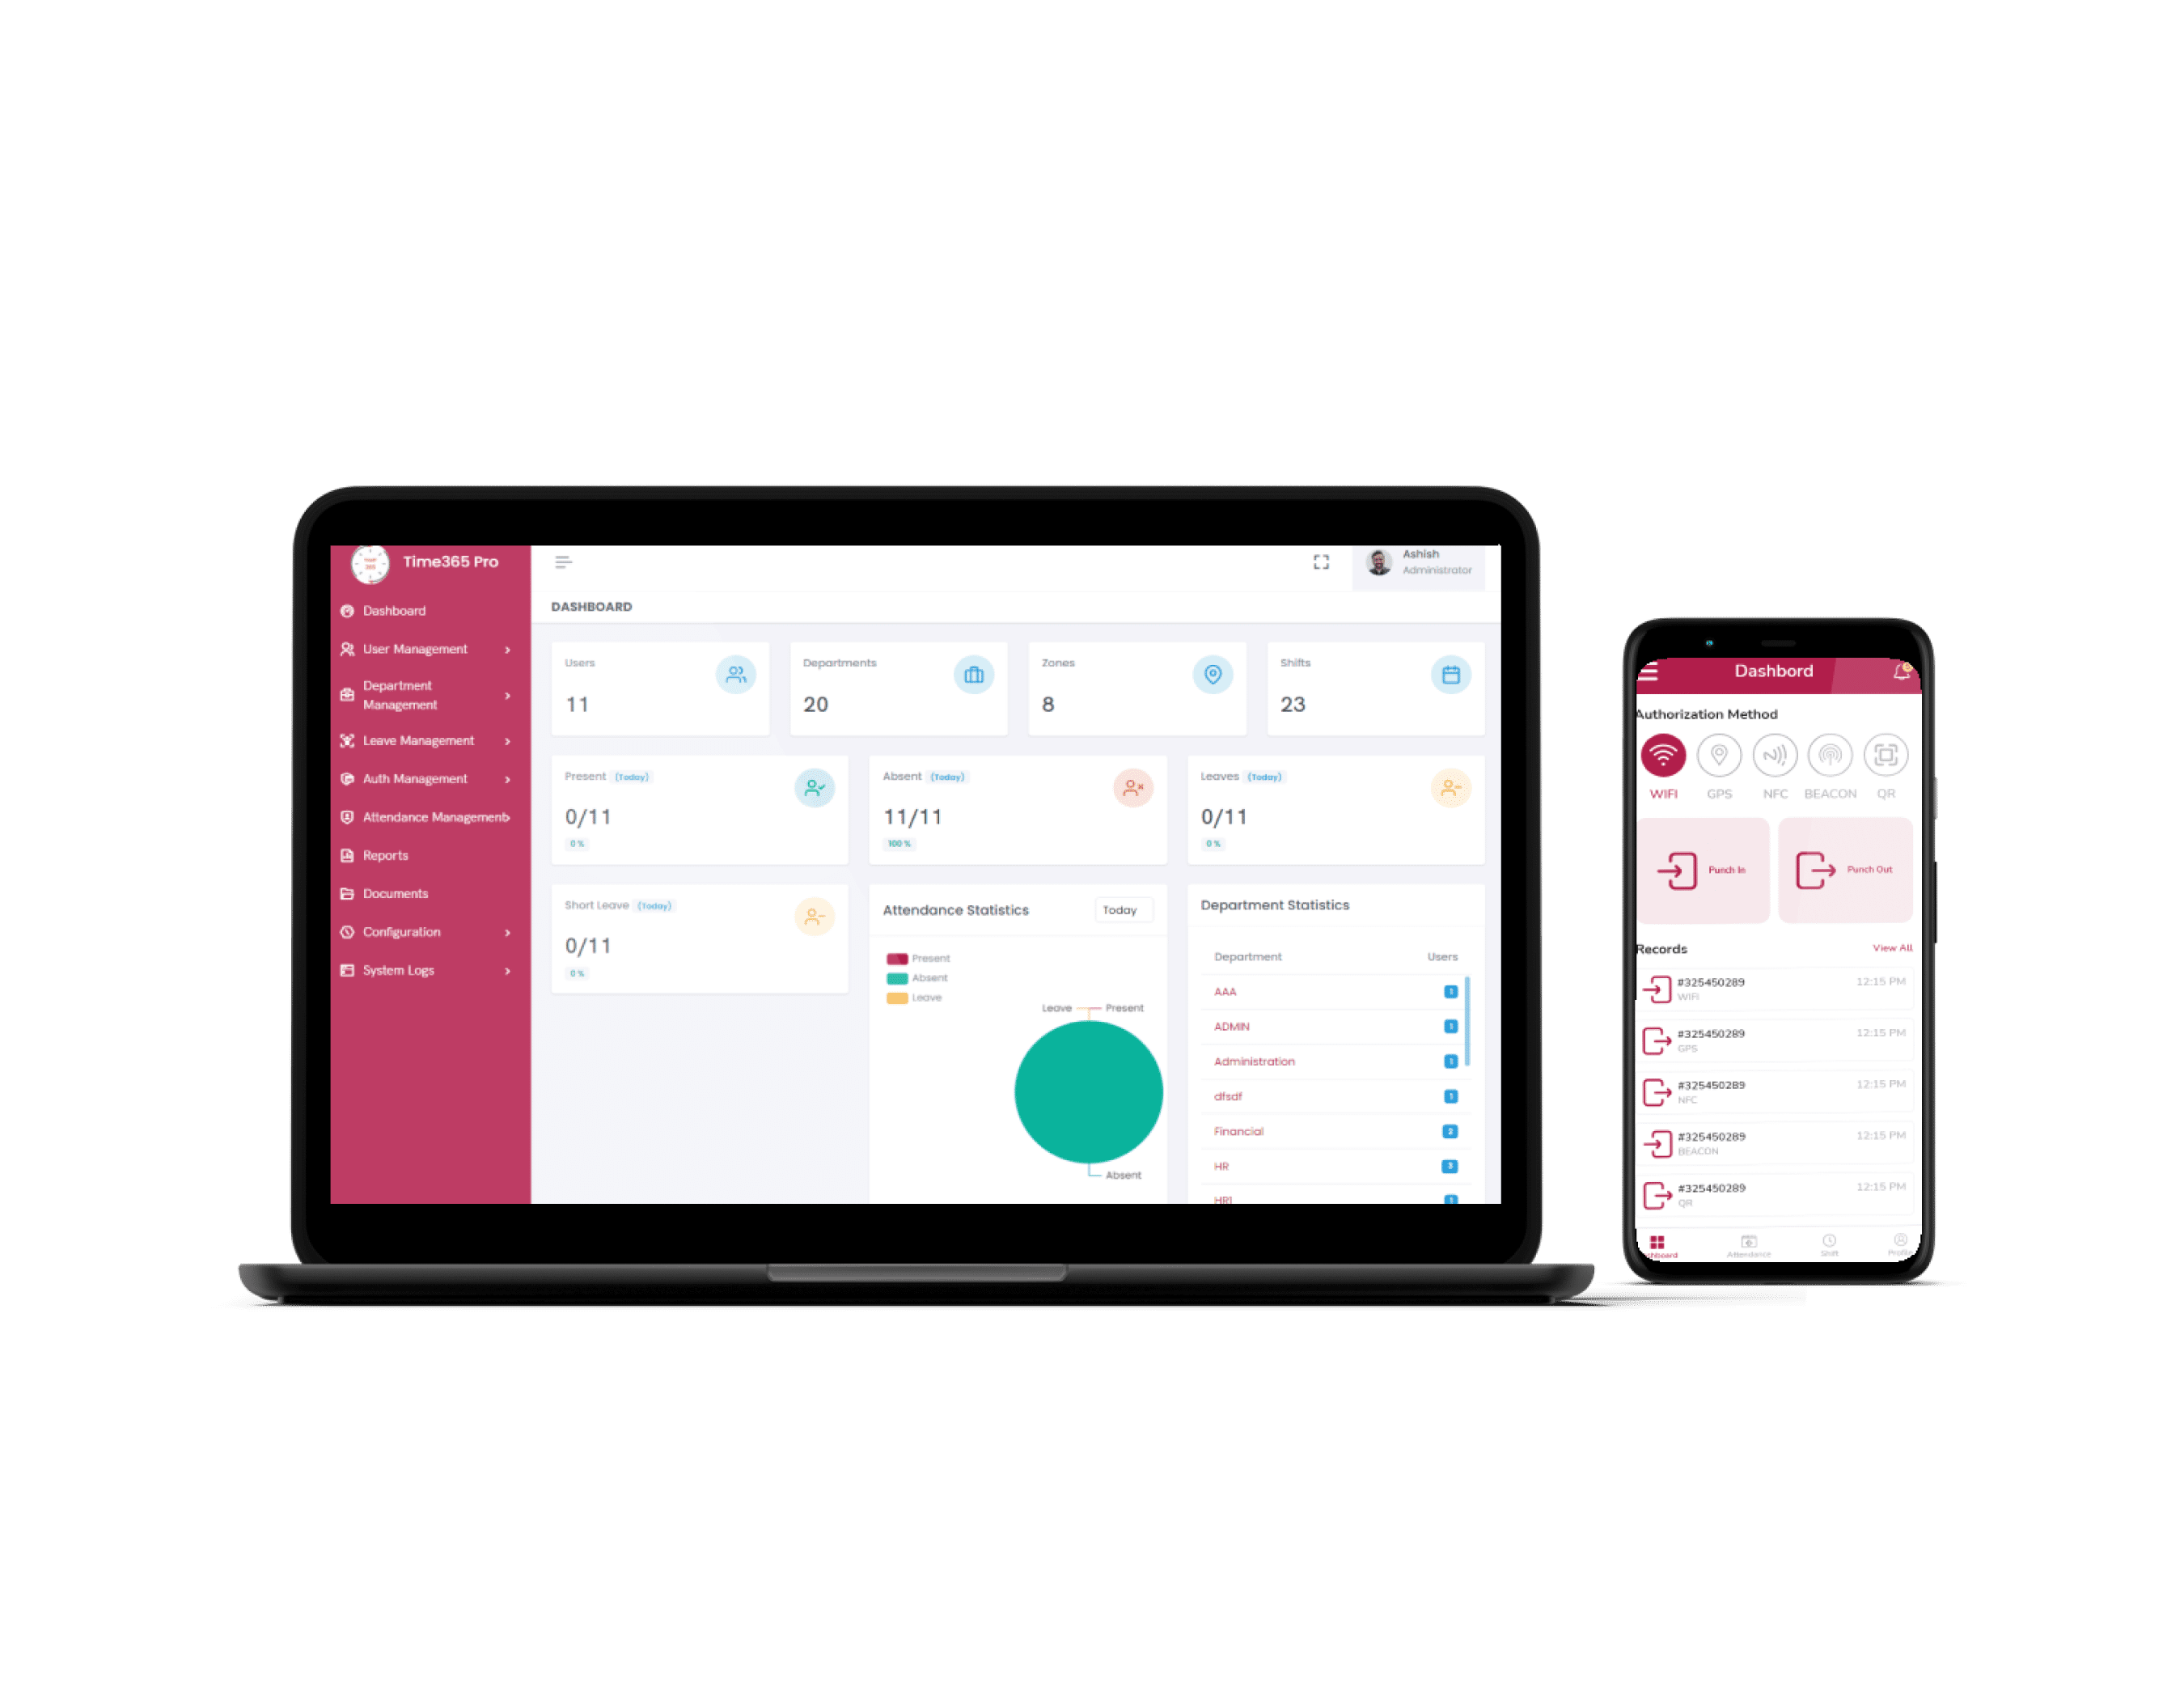 Time365 Pro
Dashboard
User Management
Department
Management
Leave Management
Auth Management
Attendance Management
Reports
Documents
Configuration
System Logs
Ashish
Administrator
DASHBOARD
Users
11
Departments
20
Zones
8
Shifts
23
Present (Today)
0/11
0 %
Absent (Today)
11/11
100 %
Leaves (Today)
0/11
0 %
Short Leave (Today)
0/11
0 %
Attendance Statistics Today
Present
Absent
Leave
Leave Present
Absent
Department Statistics
Department Users
AAA 1
ADMIN 1
Administration 1
dfsdf 1
Financial 2
HR 3
HR1 1
Dashbord
Authorization Method
WIFI GPS NFC BEACON QR
Punch In Punch Out
Records View All
#325450289 12:15 PM
WIFI
#325450289 12:15 PM
GPS
#325450289 12:15 PM
NFC
#325450289 12:15 PM
BEACON
#325450289 12:15 PM
QR
Attendance Shift